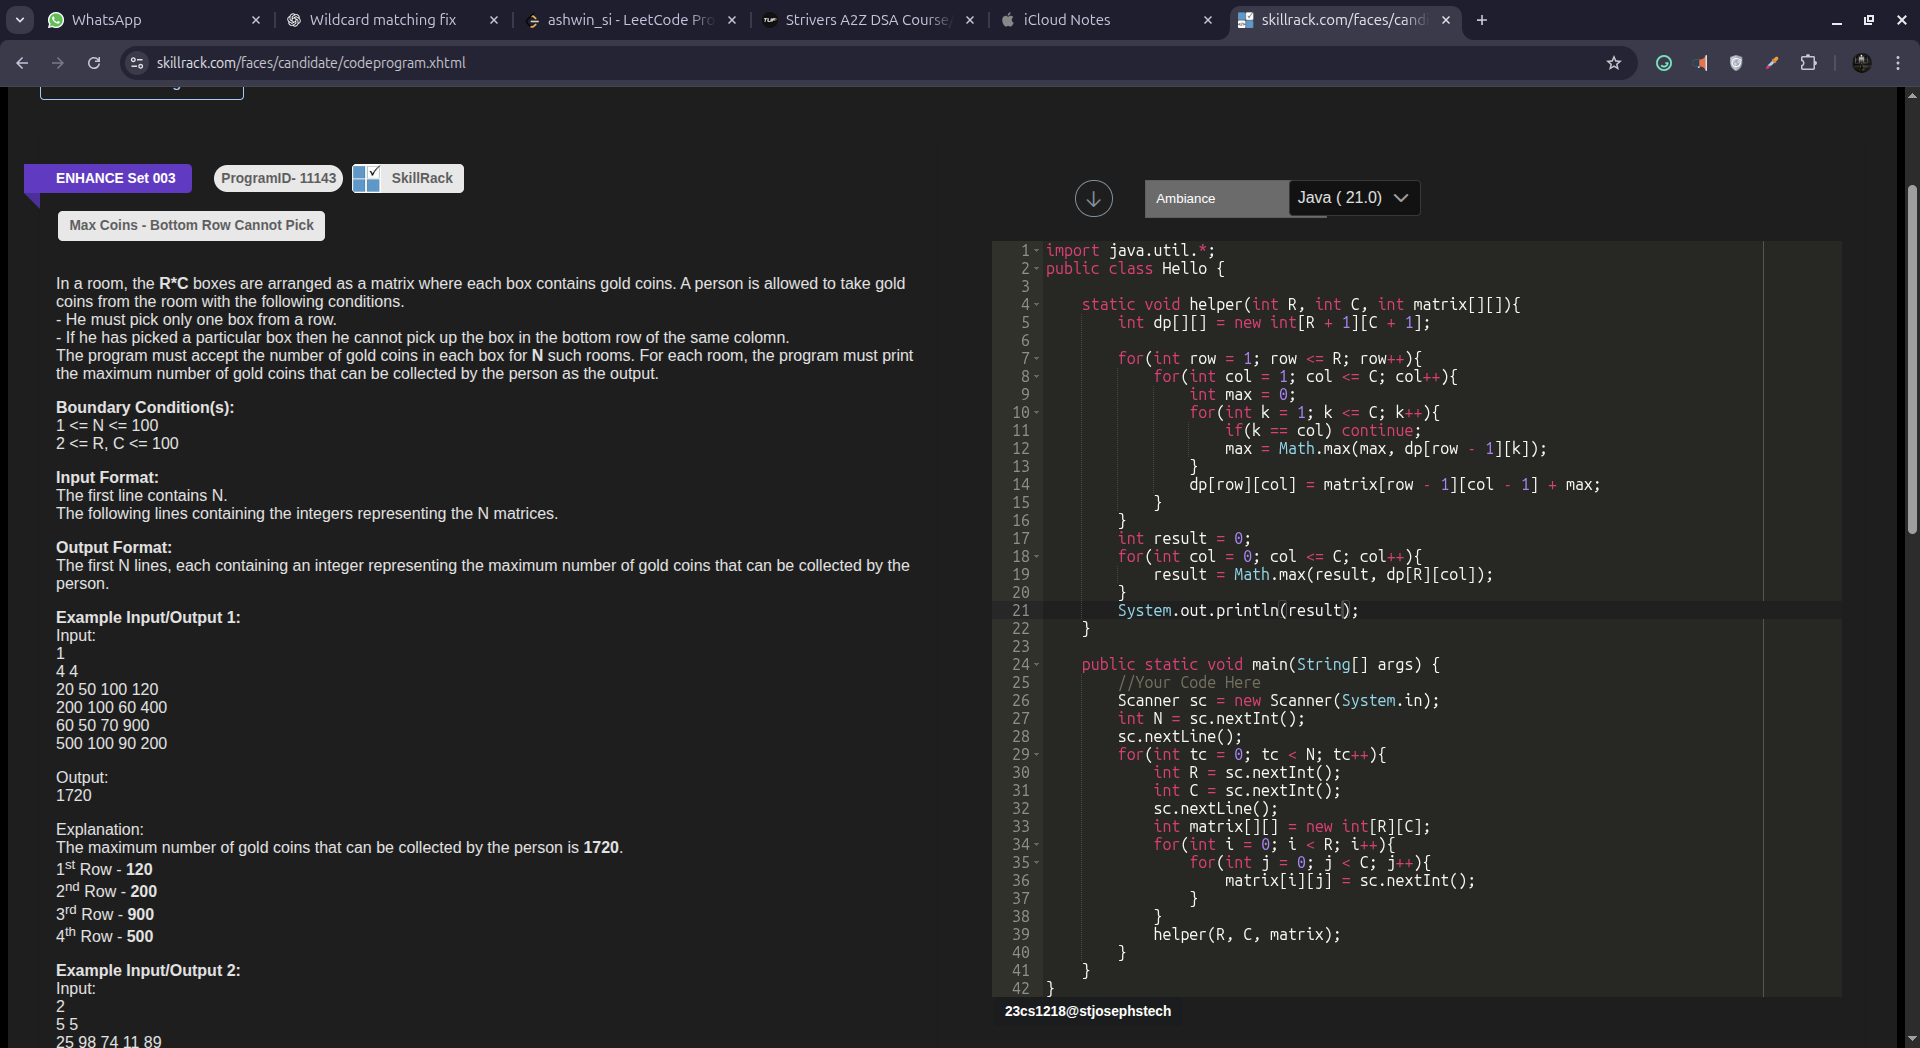 WhatsApp
Wildcard matching fix
ashwin_si - LeetCode Pro
Strivers A2Z DSA Course
iCloud Notes
skillrack.com/faces/candi
skillrack.com/faces/candidate/codeprogram.xhtml
ENHANCE Set 003
ProgramID- 11143
SkillRack
Max Coins - Bottom Row Cannot Pick
In a room, the R*C boxes are arranged as a matrix where each box contains gold coins. A person is allowed to take gold
coins from the room with the following conditions.
- He must pick only one box from a row.
- If he has picked a particular box then he cannot pick up the box in the bottom row of the same colomn.
The program must accept the number of gold coins in each box for N such rooms. For each room, the program must print
the maximum number of gold coins that can be collected by the person as the output.
Boundary Condition(s):
1 <= N <= 100
2 <= R, C <= 100
Input Format:
The first line contains N.
The following lines containing the integers representing the N matrices.
Output Format:
The first N lines, each containing an integer representing the maximum number of gold coins that can be collected by the
person.
Example Input/Output 1:
Input:
1
4 4
20 50 100 120
200 100 60 400
60 50 70 900
500 100 90 200
Output:
1720
Explanation:
The maximum number of gold coins that can be collected by the person is 1720.
1st Row - 120
2nd Row - 200
3rd Row - 900
4th Row - 500
Example Input/Output 2:
Input:
2
5 5
25 98 74 11 89
Ambiance
Java ( 21.0)
1 import java.util.*;
2 public class Hello {
3
4     static void helper(int R, int C, int matrix[][]){
5         int dp[][] = new int[R + 1][C + 1];
6
7         for(int row = 1; row <= R; row++){
8             for(int col = 1; col <= C; col++){
9                 int max = 0;
10                 for(int k = 1; k <= C; k++){
11                     if(k == col) continue;
12                     max = Math.max(max, dp[row - 1][k]);
13                 }
14                 dp[row][col] = matrix[row - 1][col - 1] + max;
15             }
16         }
17         int result = 0;
18         for(int col = 0; col <= C; col++){
19             result = Math.max(result, dp[R][col]);
20         }
21         System.out.println(result);
22     }
23
24     public static void main(String[] args) {
25         //Your Code Here
26         Scanner sc = new Scanner(System.in);
27         int N = sc.nextInt();
28         sc.nextLine();
29         for(int tc = 0; tc < N; tc++){
30             int R = sc.nextInt();
31             int C = sc.nextInt();
32             sc.nextLine();
33             int matrix[][] = new int[R][C];
34             for(int i = 0; i < R; i++){
35                 for(int j = 0; j < C; j++){
36                     matrix[i][j] = sc.nextInt();
37                 }
38             }
39             helper(R, C, matrix);
40         }
41     }
42 }
23cs1218@stjosephstech